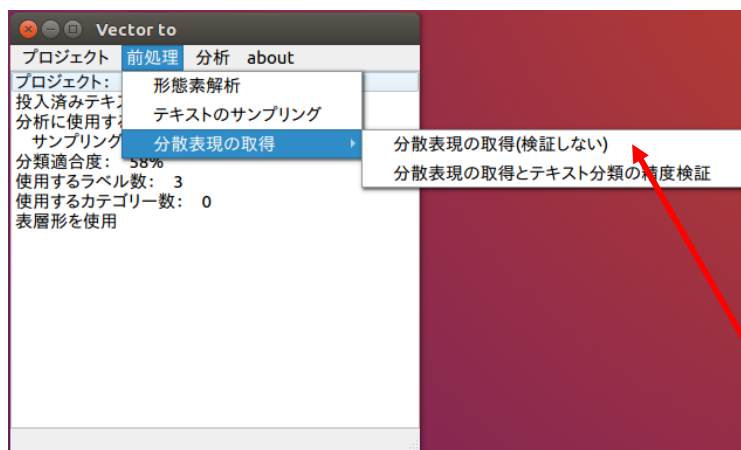 Vector to
プロジェクト 前処理 分析 about
プロジェクト:
形態素解析
投入済みテキ
テキストのサンプリング
分析に使用す
サンプリング
分散表現の取得
分散表現の取得(検証しない)
分類適合度: 58%
分散表現の取得とテキスト分類の精度検証
使用するラベル数: 3
使用するカテゴリー数: 0
表層形を使用